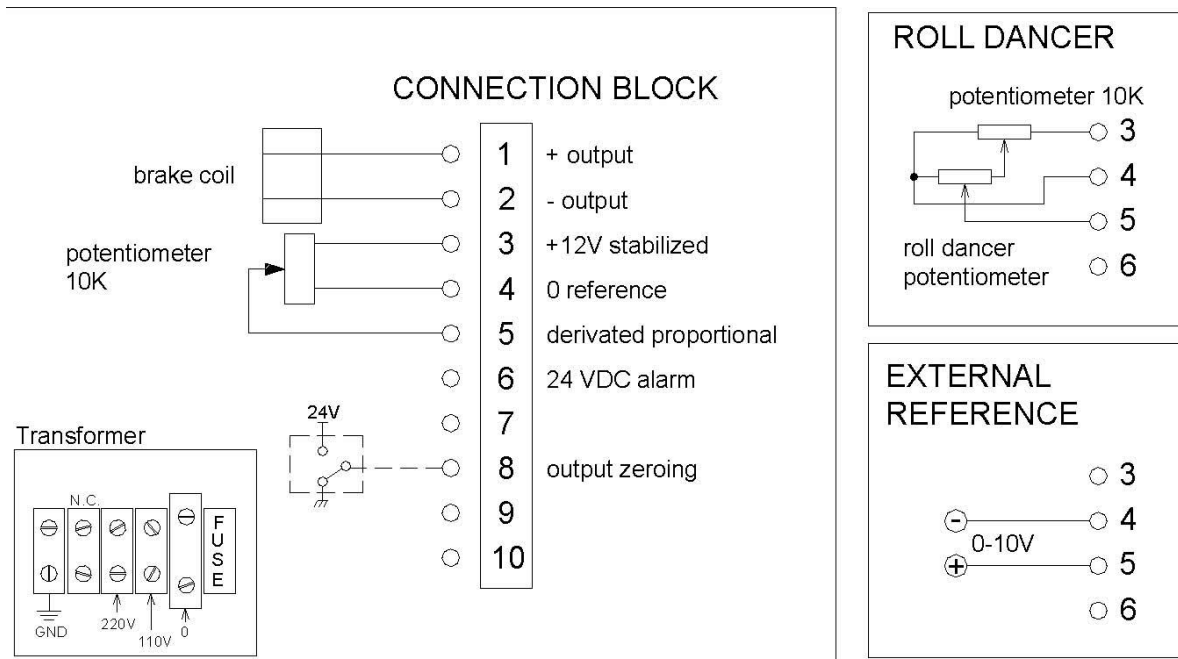 CONNECTION BLOCK
brake coil
potentiometer
10K
1 + output
2 - output
3 +12V stabilized
4 0 reference
5 derivated proportional
6 24 VDC alarm
7
8 output zeroing
9
10
24V
Transformer
N.C.
FUSE
GND
220V
110V
0
ROLL DANCER
potentiometer 10K
3
4
5
6
roll dancer
potentiometer
EXTERNAL
REFERENCE
3
- 4
0-10V
+ 5
6